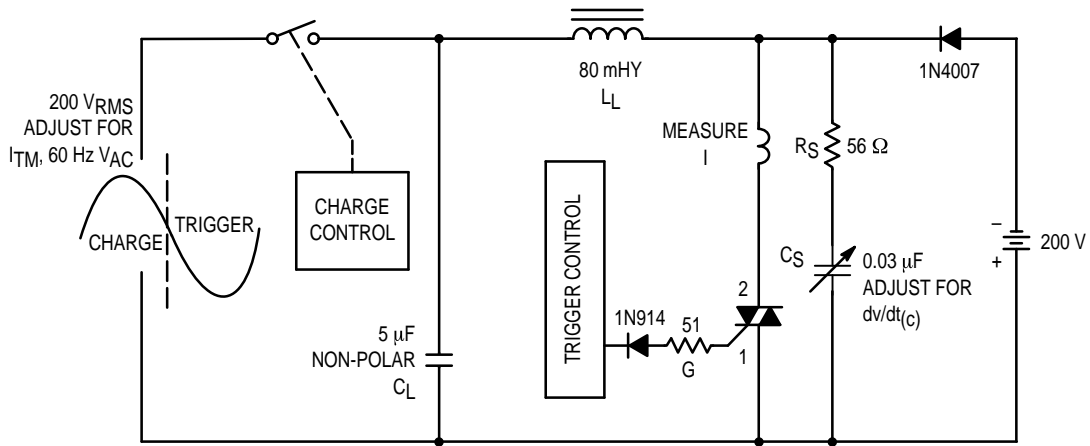 200 VRMS
ADJUST FOR
ITM, 60 Hz VAC
CHARGE
TRIGGER
CHARGE
CONTROL
5 μF
NON-POLAR
CL
80 mHY
LL
TRIGGER CONTROL
1N914
51
G
MEASURE
I
2
1
RS
56 Ω
CS
0.03 μF
ADJUST FOR
dv/dt(c)
1N4007
–
+
200 V